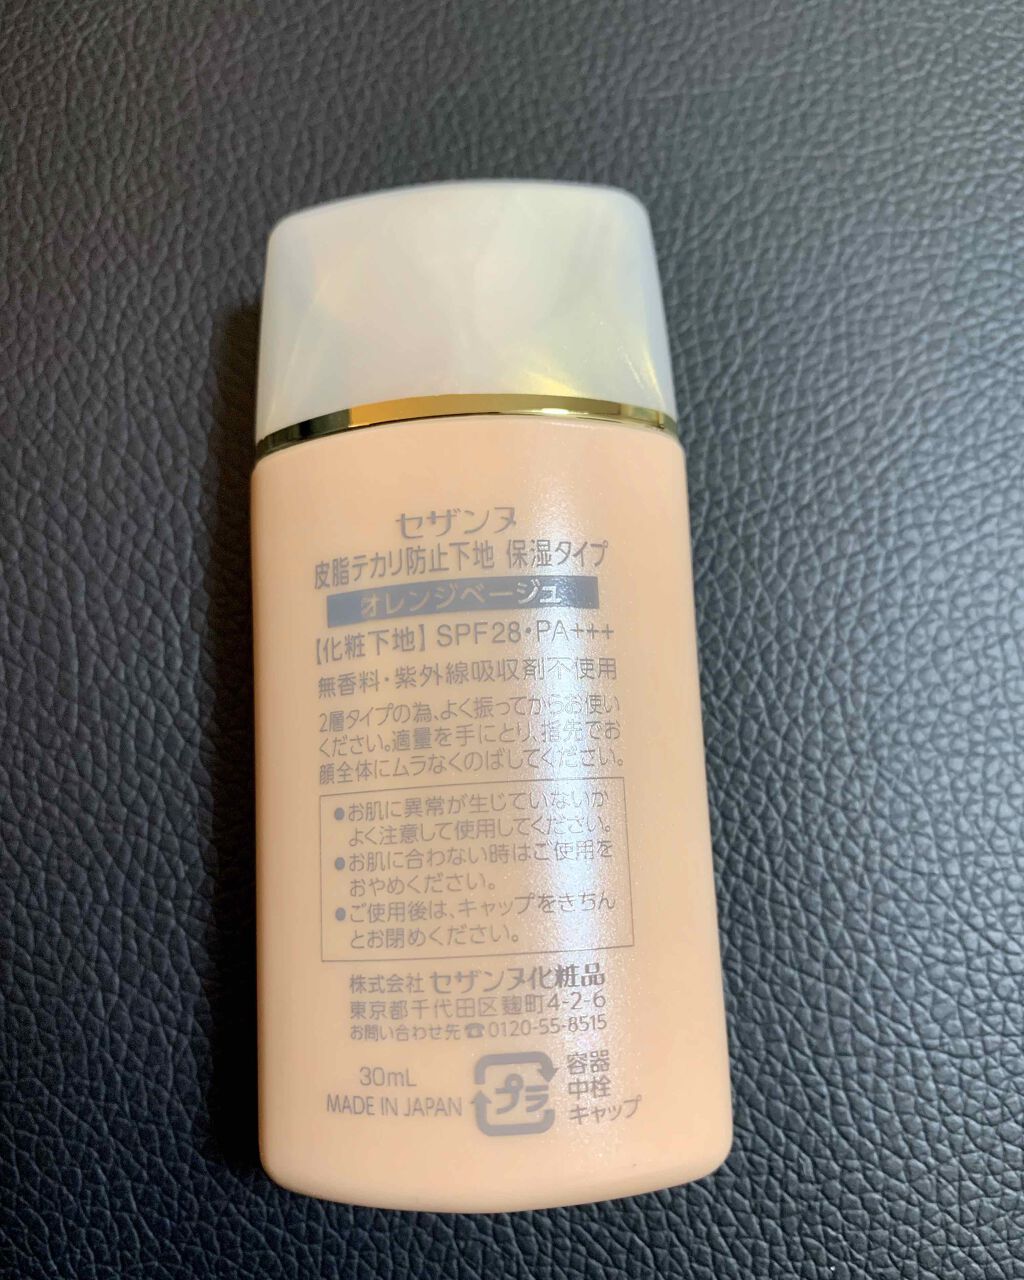 セザンヌ
皮脂テカリ防止下地 保湿タイプ
オレンジベージュ
【化粧下地】SPF28・PA+++
無香料・紫外線吸収剤不使用
2層タイプの為、よく振ってからお使い
ください。適量を手にとり、指先でお
顔全体にムラなくのばしてください。
●お肌に異常が生じていないか
よく注意して使用してください。
●お肌に合わない時はご使用を
おやめください。
●ご使用後は、キャップをきちん
とお閉めください。
株式会社 セザンヌ化粧品
東京都千代田区麹町4-2-6
お問い合わせ先☎0120-55-8515
30mL
MADE IN JAPAN
プラ
容器
中栓
キャップ